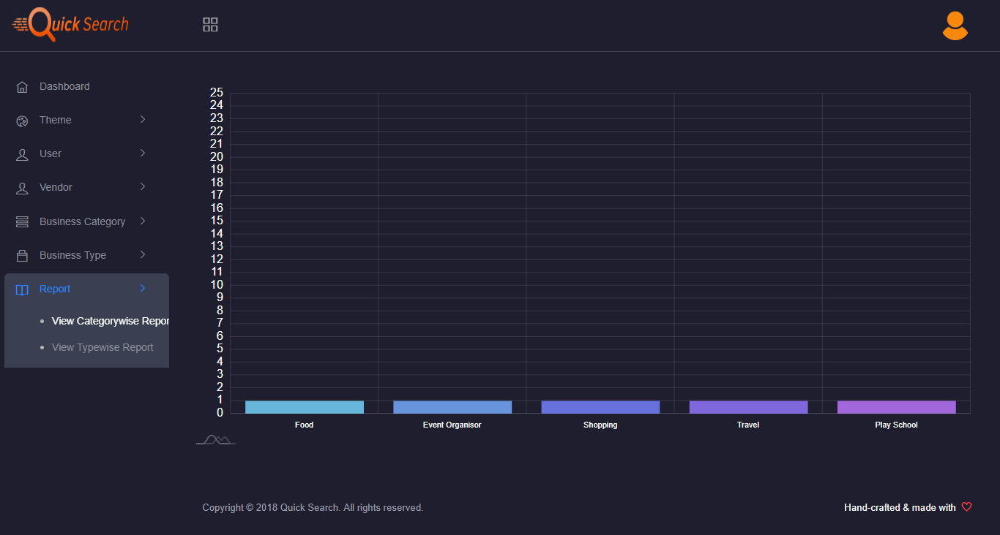 Quick Search
Dashboard
Theme
User
Vendor
Business Category
Business Type
Report
View Categorywise Repor
View Typewise Report
25
24
23
22
21
20
19
18
17
16
15
14
13
12
11
10
9
8
7
6
5
4
3
2
1
0
Food Event Organisor Shopping Travel Play School
Copyright © 2018 Quick Search. All rights reserved.
Hand-crafted & made with